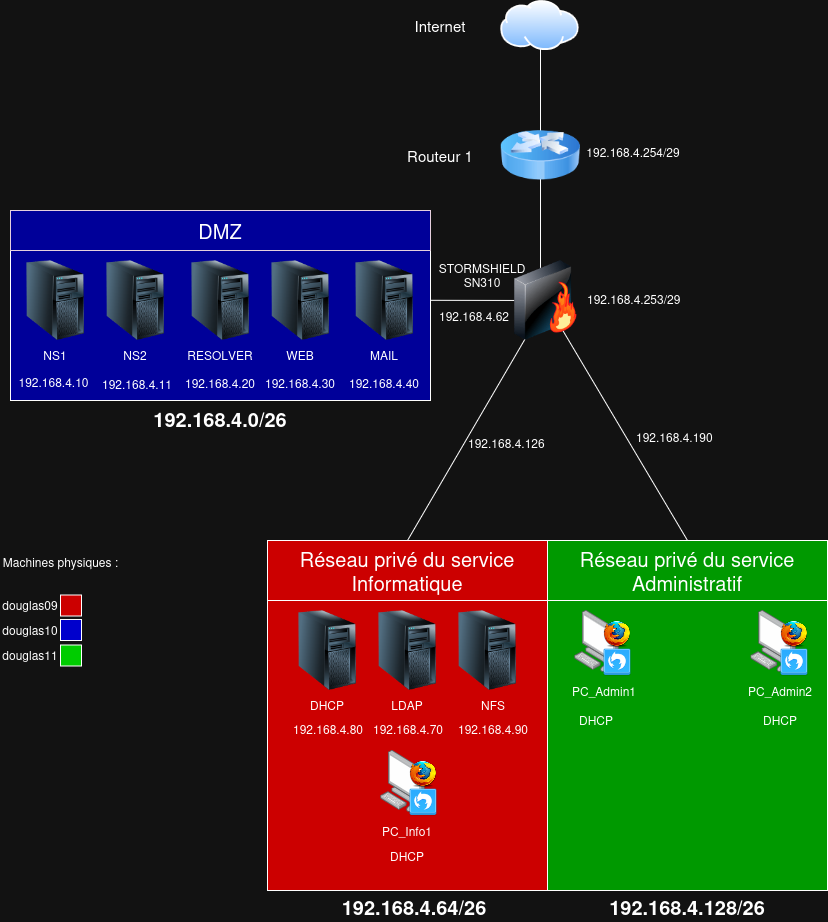 Internet
Routeur 1
192.168.4.254/29
DMZ
STORMSHIELD
SN310
192.168.4.62
192.168.4.253/29
NS1
NS2
RESOLVER
WEB
MAIL
192.168.4.10
192.168.4.11
192.168.4.20
192.168.4.30
192.168.4.40
192.168.4.0/26
192.168.4.126
192.168.4.190
Machines physiques :
douglas09
douglas10
douglas11
Réseau privé du service
Informatique
DHCP
LDAP
NFS
192.168.4.80
192.168.4.70
192.168.4.90
PC_Info1
DHCP
192.168.4.64/26
Réseau privé du service
Administratif
PC_Admin1
DHCP
PC_Admin2
DHCP
192.168.4.128/26